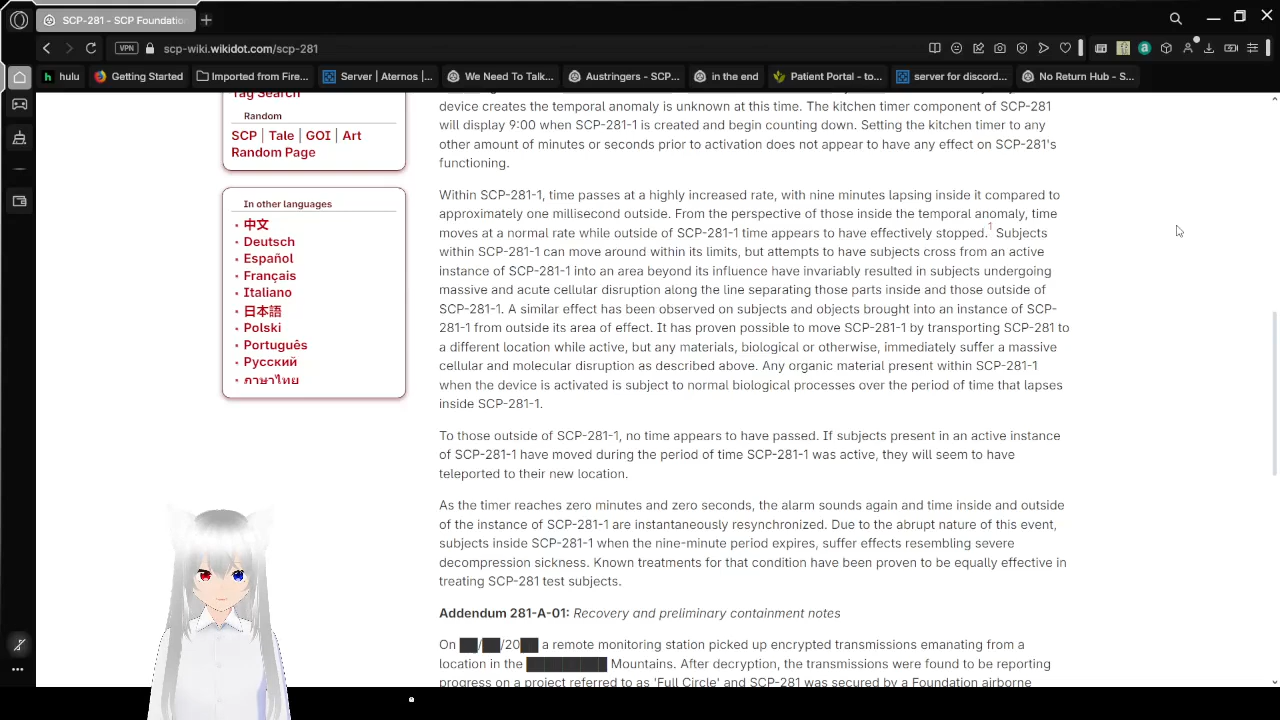 SCP-281 - SCP Foundatio
scp-wiki.wikidot.com/scp-281
VPN
hulu
Getting Started
Imported from Fire...
Server | Aternos |...
We Need To Talk...
Austringers - SCP...
in the end
Patient Portal - to...
server for discord...
No Return Hub - S...
Tag Search
Random
SCP | Tale | GOI | Art
Random Page
In other languages
中文
Deutsch
Español
Français
Italiano
日本語
Polski
Português
Русский
ภาษาไทย
device creates the temporal anomaly is unknown at this time. The kitchen timer component of SCP-281
will display 9:00 when SCP-281-1 is created and begin counting down. Setting the kitchen timer to any
other amount of minutes or seconds prior to activation does not appear to have any effect on SCP-281's
functioning.
Within SCP-281-1, time passes at a highly increased rate, with nine minutes lapsing inside it compared to
approximately one millisecond outside. From the perspective of those inside the temporal anomaly, time
moves at a normal rate while outside of SCP-281-1 time appears to have effectively stopped.1 Subjects
within SCP-281-1 can move around within its limits, but attempts to have subjects cross from an active
instance of SCP-281-1 into an area beyond its influence have invariably resulted in subjects undergoing
massive and acute cellular disruption along the line separating those parts inside and those outside of
SCP-281-1. A similar effect has been observed on subjects and objects brought into an instance of SCP-
281-1 from outside its area of effect. It has proven possible to move SCP-281-1 by transporting SCP-281 to
a different location while active, but any materials, biological or otherwise, immediately suffer a massive
cellular and molecular disruption as described above. Any organic material present within SCP-281-1
when the device is activated is subject to normal biological processes over the period of time that lapses
inside SCP-281-1.
To those outside of SCP-281-1, no time appears to have passed. If subjects present in an active instance
of SCP-281-1 have moved during the period of time SCP-281-1 was active, they will seem to have
teleported to their new location.
As the timer reaches zero minutes and zero seconds, the alarm sounds again and time inside and outside
of the instance of SCP-281-1 are instantaneously resynchronized. Due to the abrupt nature of this event,
subjects inside SCP-281-1 when the nine-minute period expires, suffer effects resembling severe
decompression sickness. Known treatments for that condition have been proven to be equally effective in
treating SCP-281 test subjects.
Addendum 281-A-01: Recovery and preliminary containment notes
On ██/██/20██ a remote monitoring station picked up encrypted transmissions emanating from a
location in the █████████ Mountains. After decryption, the transmissions were found to be reporting
progress on a project referred to as 'Full Circle' and SCP-281 was secured by a Foundation airborne